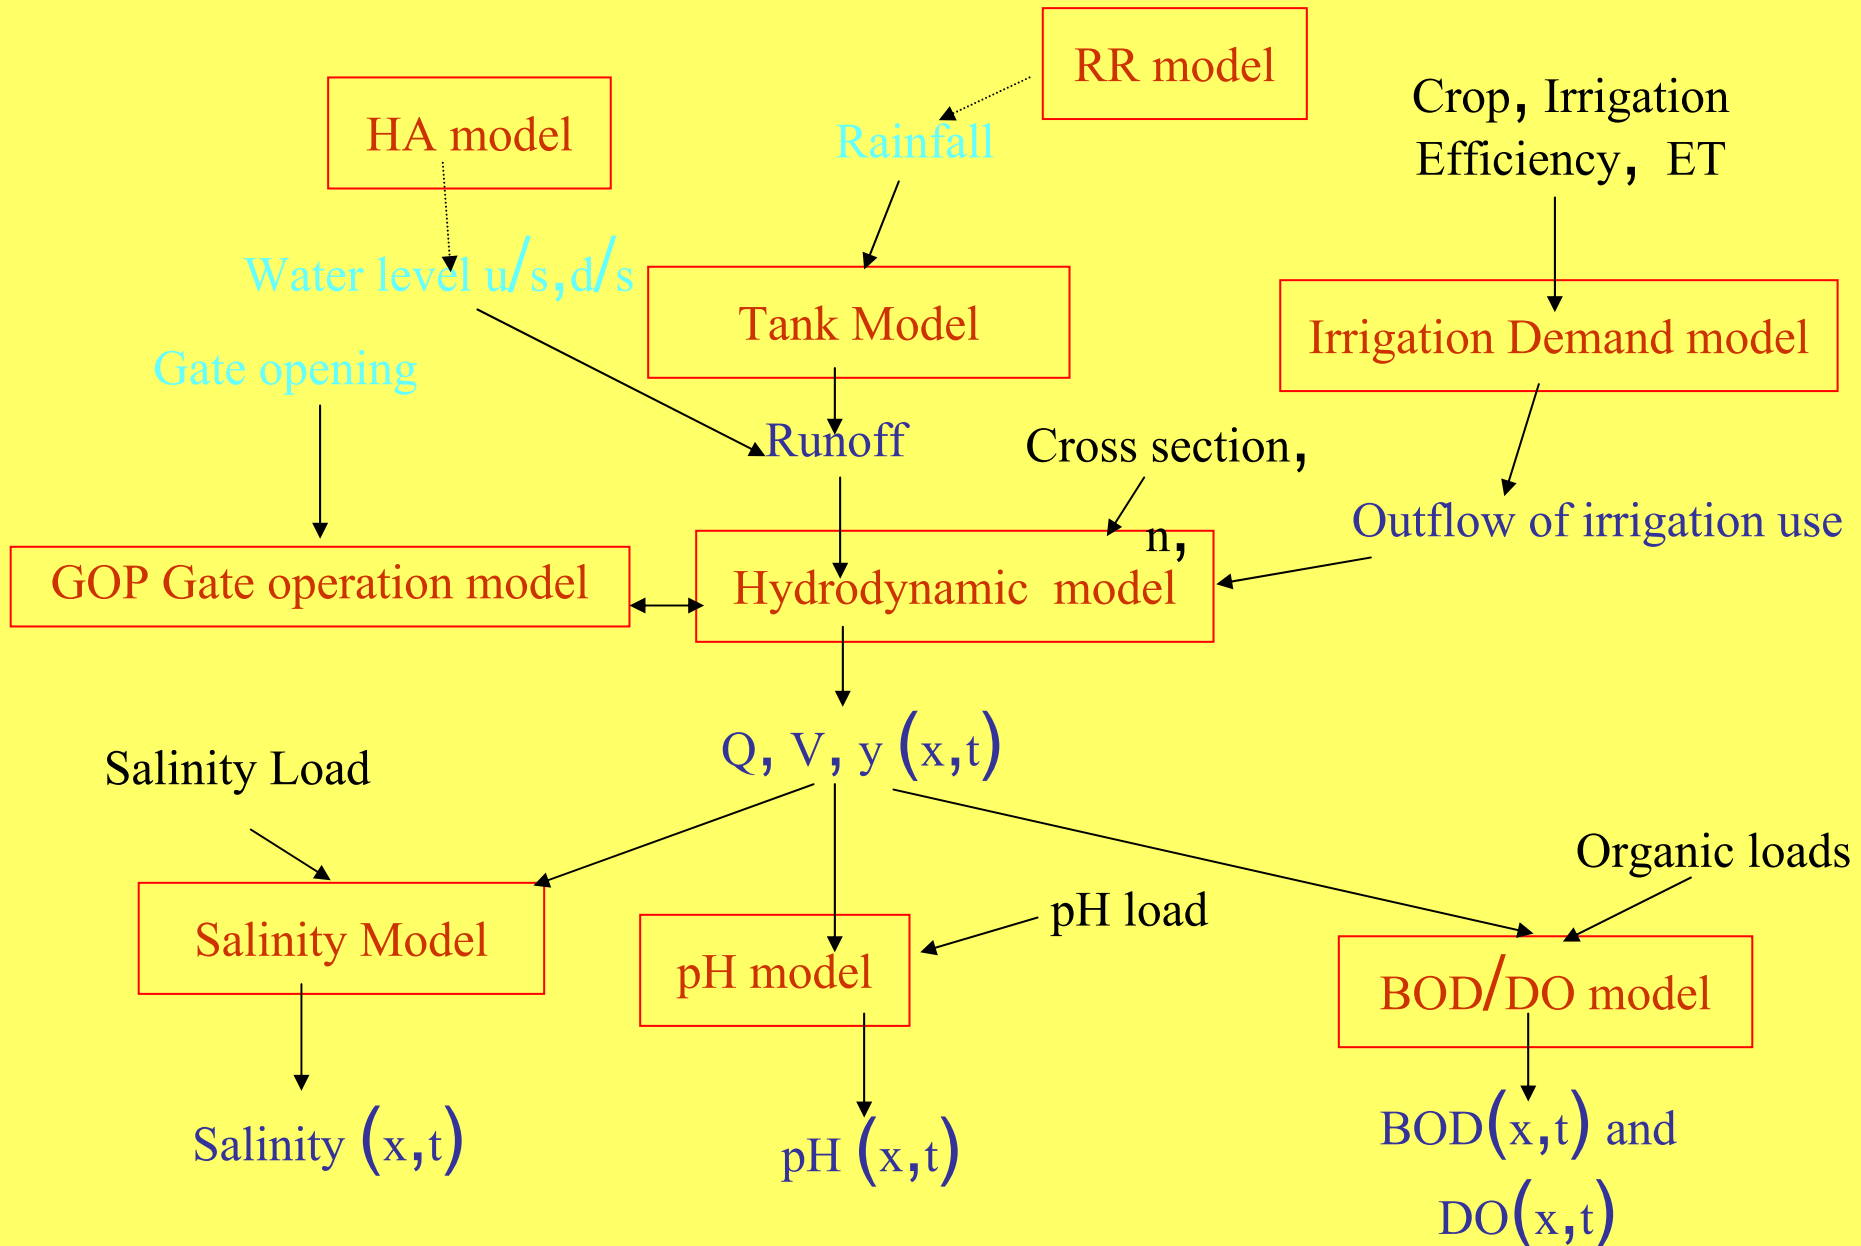 RR model
HA model
Rainfall
Crop, Irrigation
Efficiency, ET
Water level u/s,d/s
Tank Model
Irrigation Demand model
Gate opening
Runoff
Cross section,
n,
Outflow of irrigation use
GOP Gate operation model
Hydrodynamic model
Q, V, y (x,t)
Salinity Load
Organic loads
pH load
Salinity Model
pH model
BOD/DO model
Salinity (x,t)
pH (x,t)
BOD(x,t) and
DO(x,t)